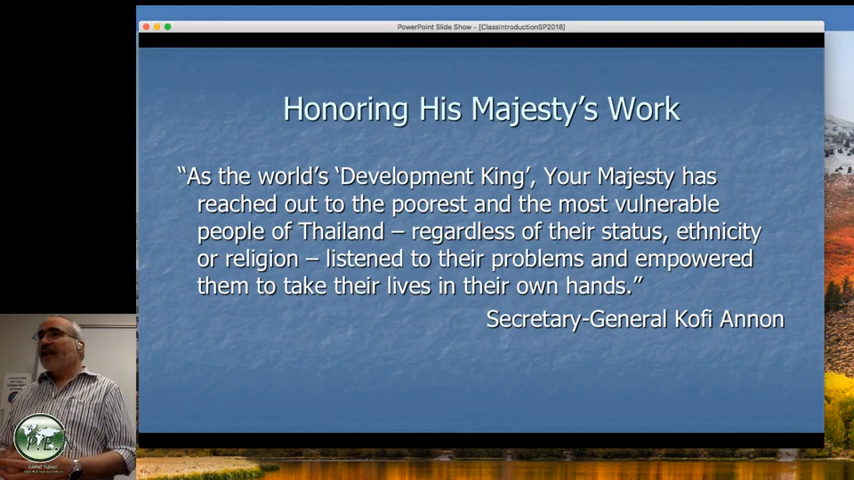 PowerPoint Slide Show - [ClassIntroductionSP2018]
Honoring His Majesty’s Work
“As the world’s ‘Development King’, Your Majesty has
reached out to the poorest and the most vulnerable
people of Thailand – regardless of their status, ethnicity
or religion – listened to their problems and empowered
them to take their lives in their own hands.”
Secretary-General Kofi Annon